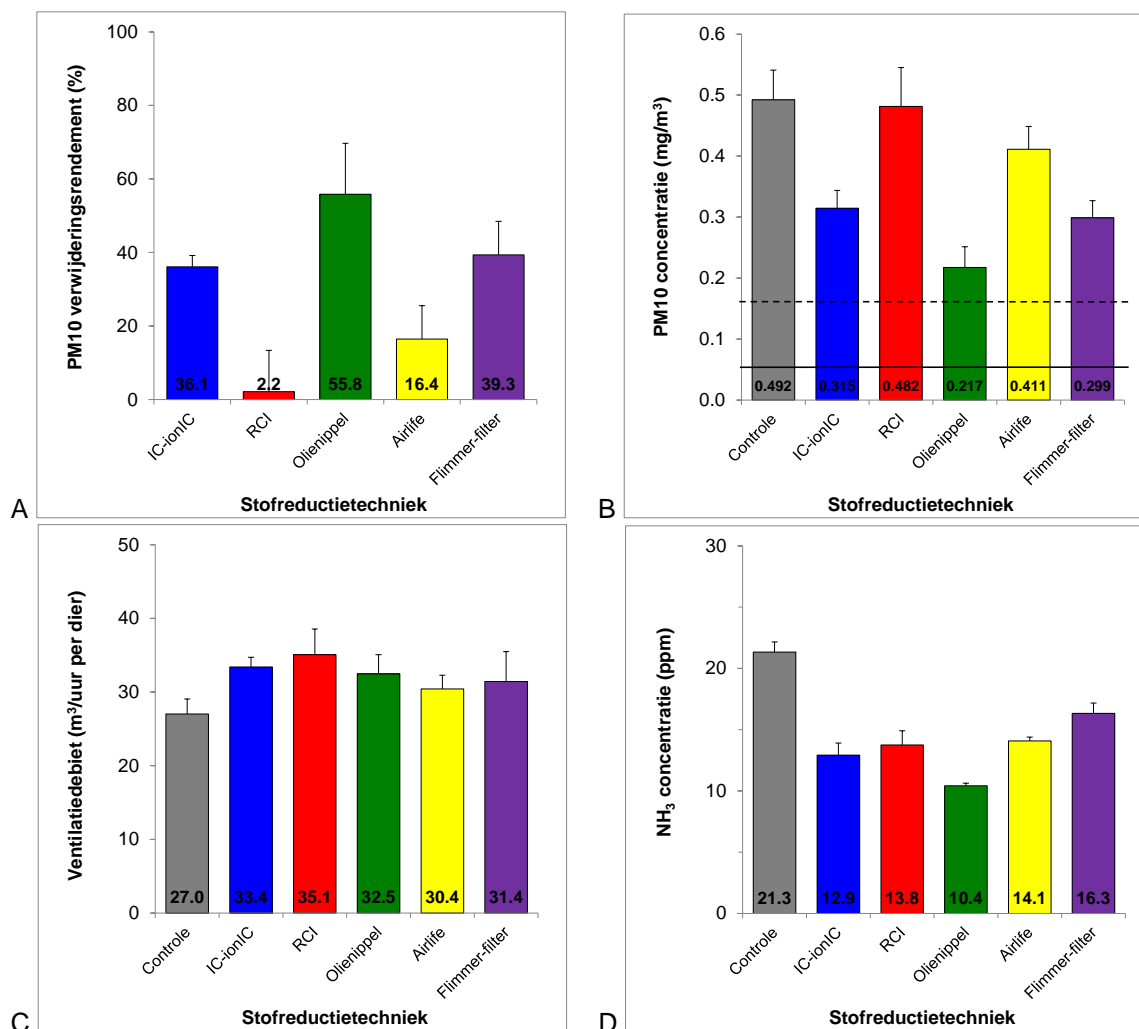 PM10 verwijderingsrendement (%)
100
80
60
40
20
0
36.1
2.2
55.8
16.4
39.3
IC-ionIC
RCI
Olienippel
Airlife
Flimmer-filter
Stofreductietechniek
A
PM10 concentratie (mg/m³)
0.6
0.5
0.4
0.3
0.2
0.1
0.0
0.492
0.315
0.482
0.217
0.411
0.299
Controle
IC-ionIC
RCI
Olienippel
Airlife
Flimmer-filter
Stofreductietechniek
B
Ventilatiedebiet (m³/uur per dier)
50
40
30
20
10
0
27.0
33.4
35.1
32.5
30.4
31.4
Controle
IC-ionIC
RCI
Olienippel
Airlife
Flimmer-filter
Stofreductietechniek
C
NH₃ concentratie (ppm)
30
20
10
0
21.3
12.9
13.8
10.4
14.1
16.3
Controle
IC-ionIC
RCI
Olienippel
Airlife
Flimmer-filter
Stofreductietechniek
D